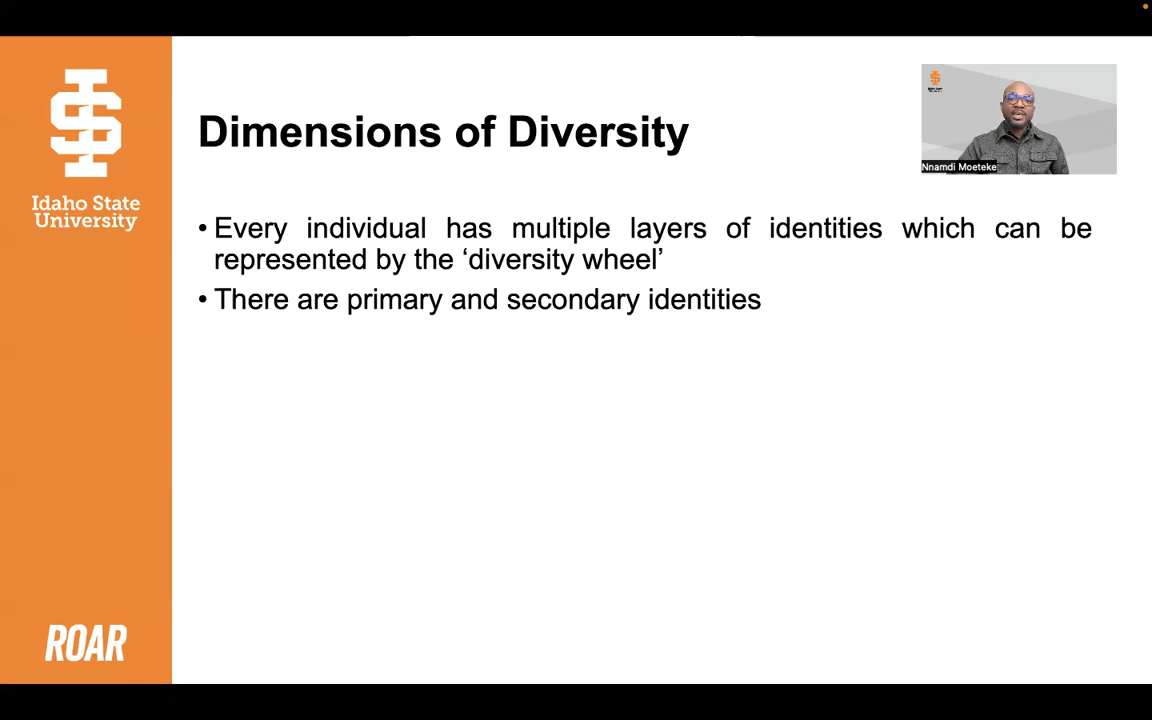 Idaho State
University
Dimensions of Diversity
Nnamdi Moeteke
• Every individual has multiple layers of identities which can be
represented by the ‘diversity wheel’
• There are primary and secondary identities
ROAR